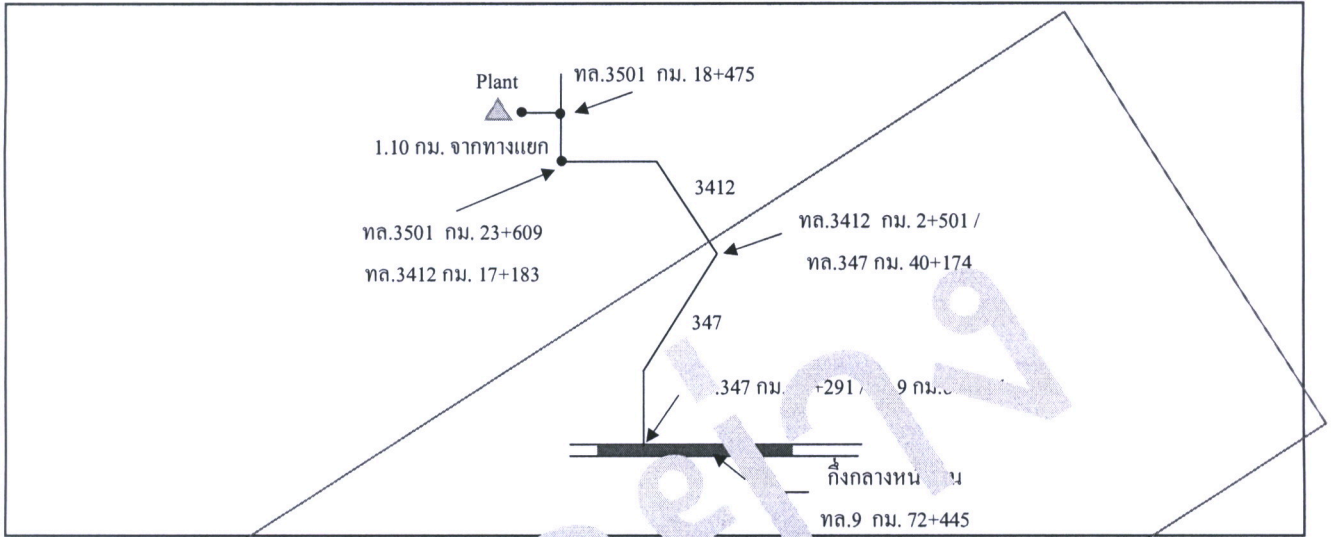 Plant
ทล.3501 กม. 18+475
1.10 กม. จากทางแยก
3412
ทล.3501 กม. 23+609
ทล.3412 กม. 17+183
ทล.3412 กม. 2+501 /
ทล.347 กม. 40+174
347
.347 กม. +291 / 9 กม.
กึ่งกลางหน
ทล.9 กม. 72+445